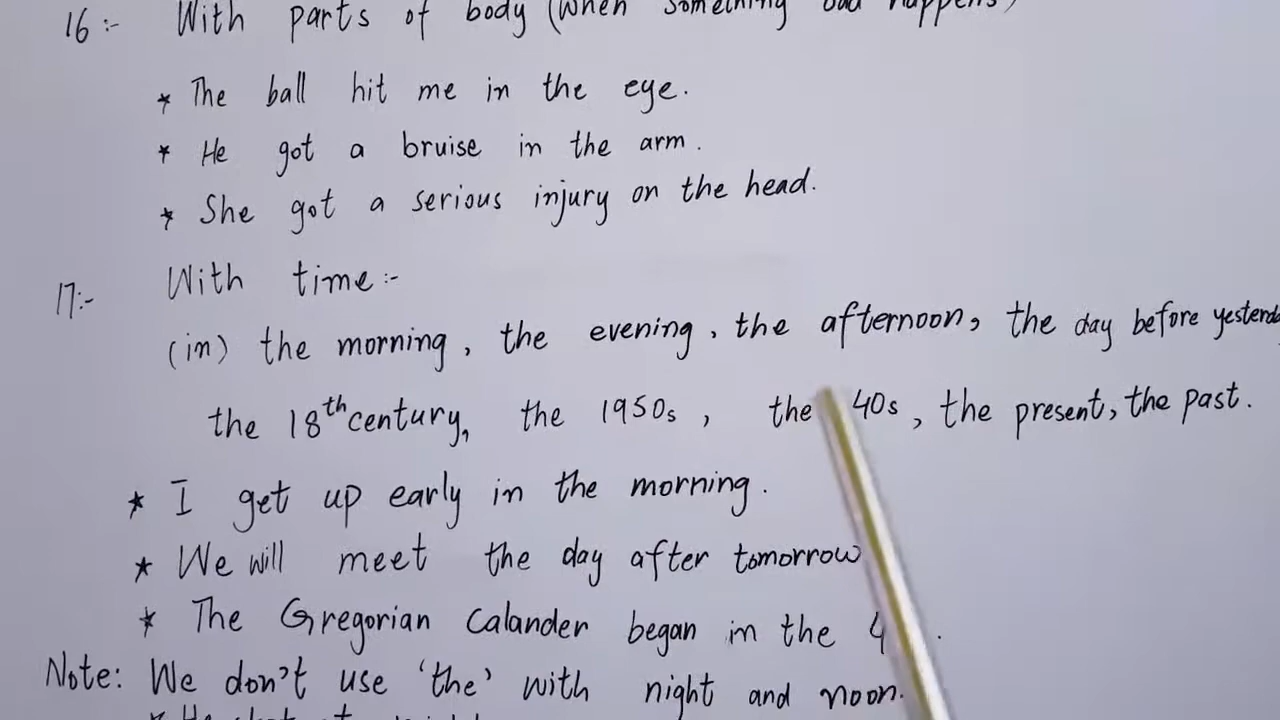 16:- With parts of body (When something bad happens)
* The ball hit me in the eye.
* He got a bruise in the arm.
* She got a serious injury on the head.
17:- With time:-
(in) the morning, the evening, the afternoon, the day before
the 18th century, the 1950s, the 40s, the present, the past.
* I get up early in the morning.
* We will meet the day after tomorrow
* The Gregorian Calander began in the
Note: We don't use 'the' with night and noon.